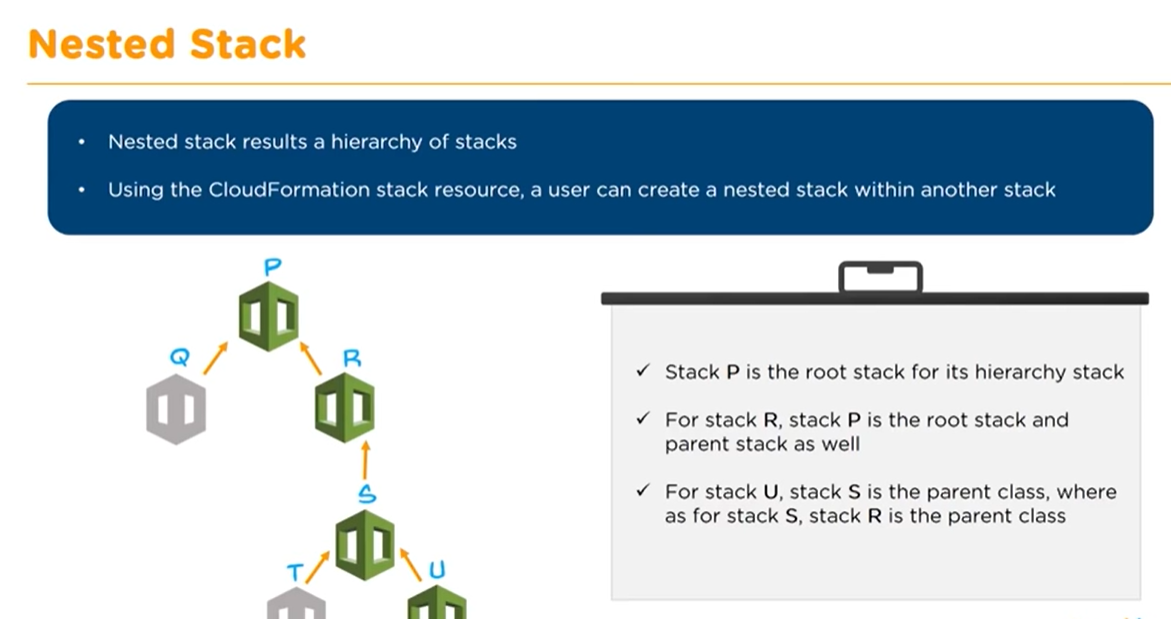 Nested Stack
• Nested stack results a hierarchy of stacks
• Using the CloudFormation stack resource, a user can create a nested stack within another stack
P
Q
R
S
T
U
✓ Stack P is the root stack for its hierarchy stack
✓ For stack R, stack P is the root stack and
parent stack as well
✓ For stack U, stack S is the parent class, where
as for stack S, stack R is the parent class